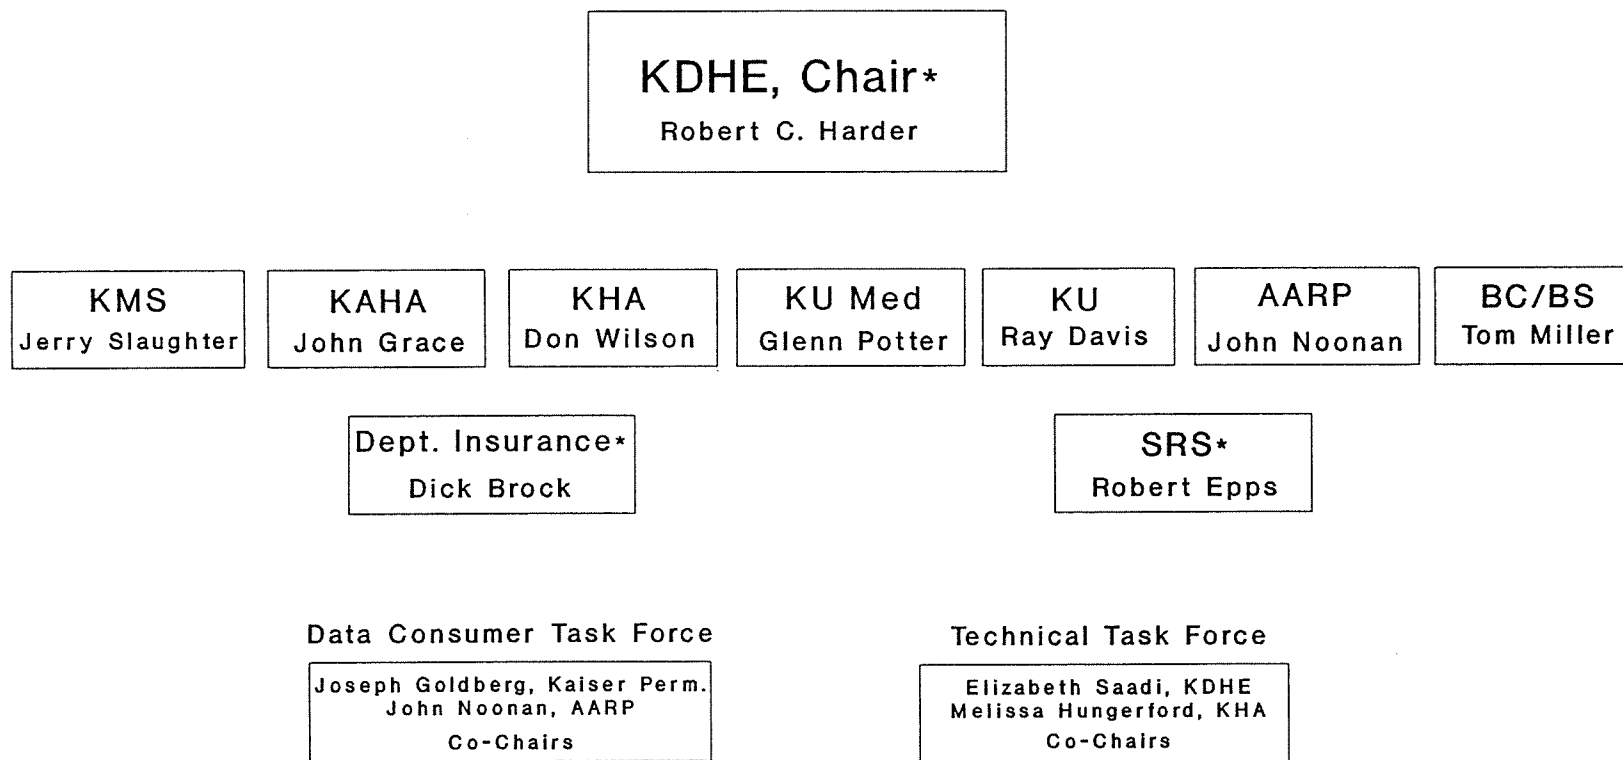 KDHE, Chair*
Robert C. Harder
KMS
Jerry Slaughter
KAHA
John Grace
KHA
Don Wilson
KU Med
Glenn Potter
KU
Ray Davis
AARP
John Noonan
BC/BS
Tom Miller
Dept. Insurance*
Dick Brock
SRS*
Robert Epps
Data Consumer Task Force
Joseph Goldberg, Kaiser Perm.
John Noonan, AARP
Co-Chairs
Technical Task Force
Elizabeth Saadi, KDHE
Melissa Hungerford, KHA
Co-Chairs